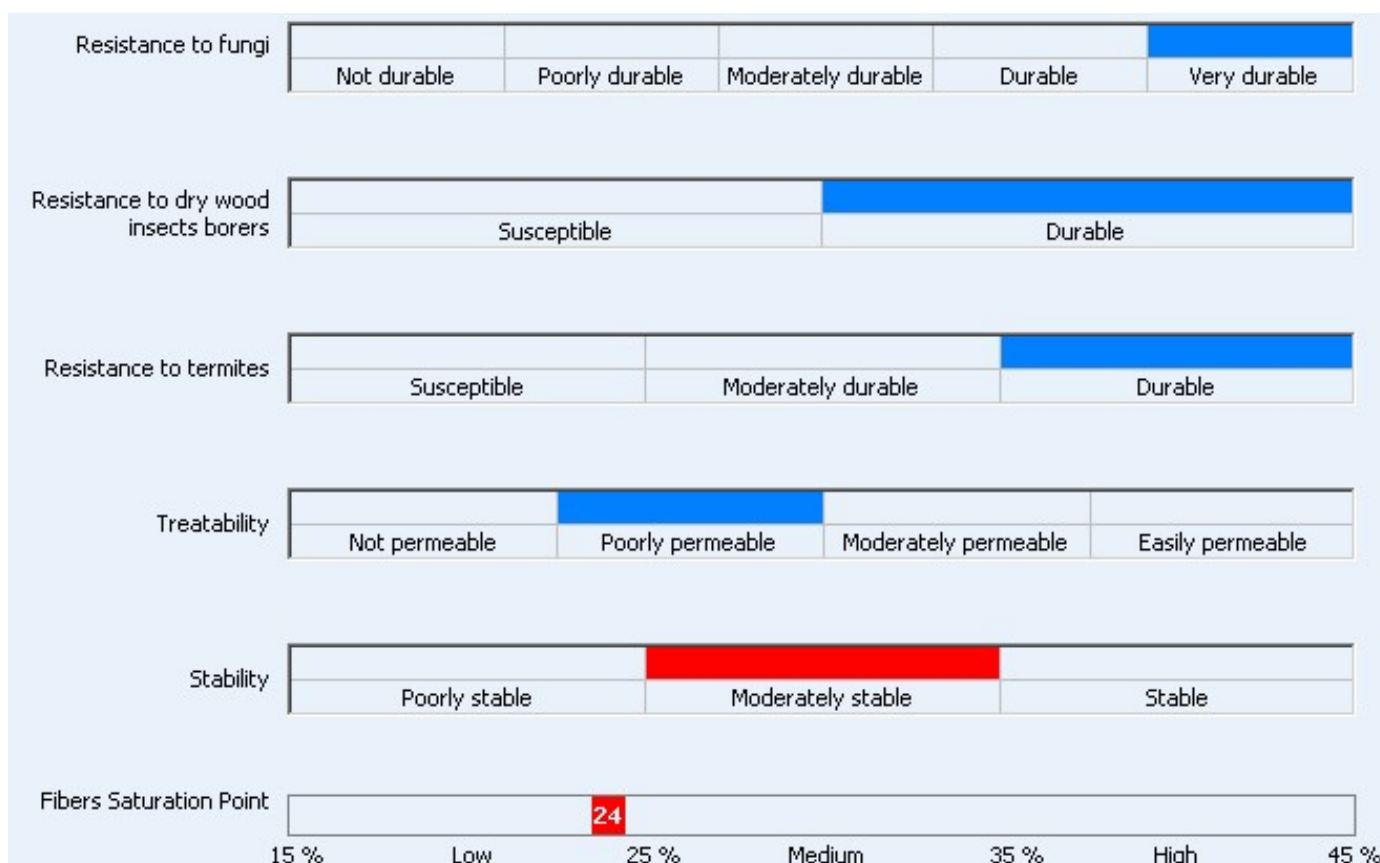 Resistance to fungi
Not durable Poorly durable Moderately durable Durable Very durable
Resistance to dry wood
insects borers
Susceptible Durable
Resistance to termites
Susceptible Moderately durable Durable
Treatability
Not permeable Poorly permeable Moderately permeable Easily permeable
Stability
Poorly stable Moderately stable Stable
Fibers Saturation Point
24
15 % Low 25 % Medium 35 % High 45 %